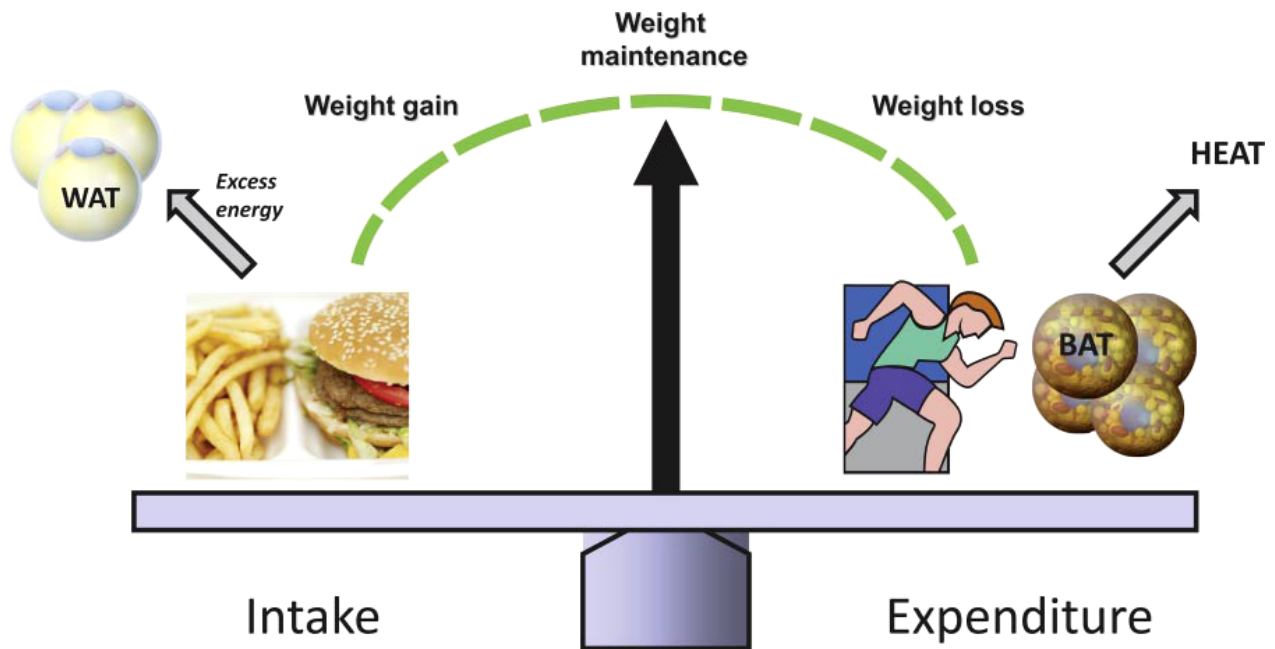 Weight
maintenance
Weight gain
Weight loss
HEAT
WAT
Excess
energy
BAT
Intake
Expenditure